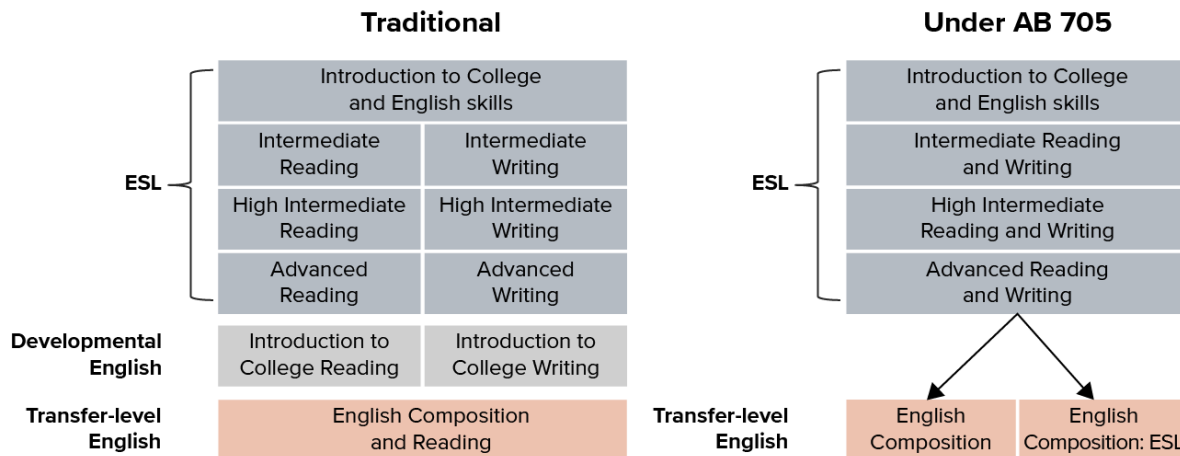 Traditional
Under AB 705
ESL
Introduction to College
and English skills
Intermediate
Reading
Intermediate
Writing
High Intermediate
Reading
High Intermediate
Writing
Advanced
Reading
Advanced
Writing
Developmental
English
Introduction to
College Reading
Introduction to
College Writing
Transfer-level
English
English Composition
and Reading
ESL
Introduction to College
and English skills
Intermediate Reading
and Writing
High Intermediate
Reading and Writing
Advanced Reading
and Writing
Transfer-level
English
English
Composition
English
Composition: ESL